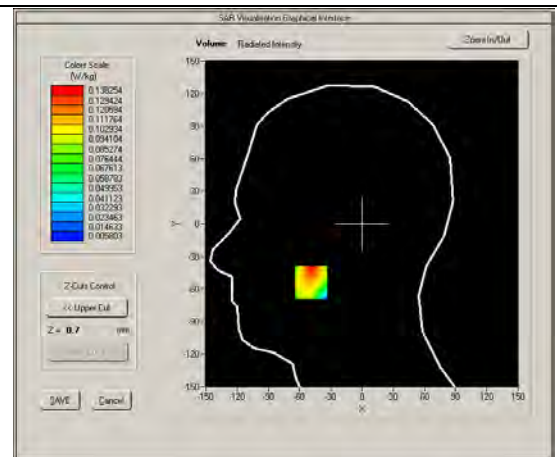 SAR Visualisation Graphical Interface
Volume Radiated Intensity
Zoom In/Out
Colors Scale
(W/kg)
0.138254
0.129424
0.120594
0.111764
0.102934
0.094104
0.085274
0.076444
0.067613
0.058783
0.049953
0.041123
0.032293
0.023463
0.014633
0.005803
150
120
90
60
30
0
-30
-60
-90
-120
-150
Y
-150 -120 -90 -60 -30 0 30 60 90 120 150
X
Z-Cuts Control
<< Upper Cut
Z = 0.7 mm
SAVE
Cancel